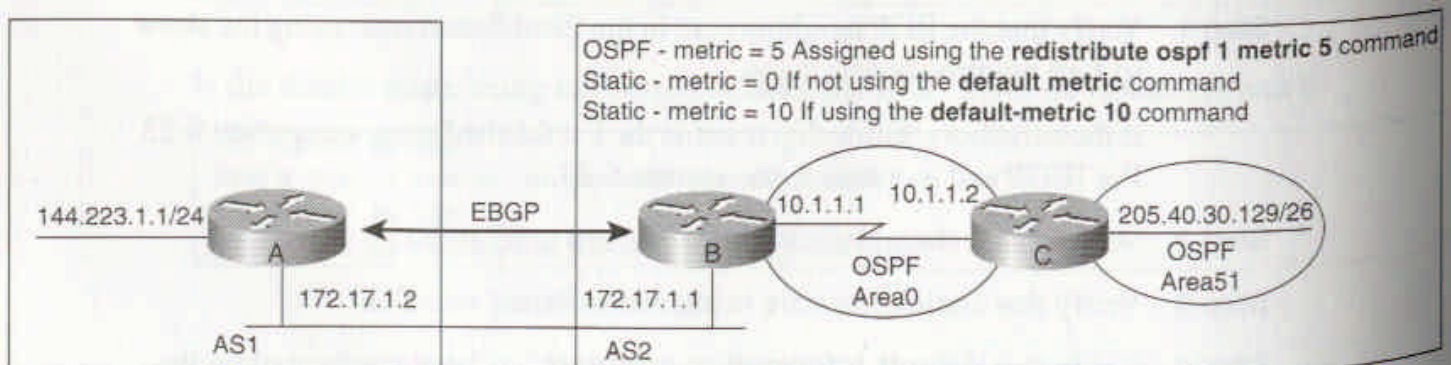 OSPF - metric = 5 Assigned using the redistribute ospf 1 metric 5 command
Static - metric = 0 If not using the default metric command
Static - metric = 10 If using the default-metric 10 command
144.223.1.1/24
A
EBGP
B
10.1.1.1
10.1.1.2
C
205.40.30.129/26
OSPF
Area51
OSPF
Area0
172.17.1.2
172.17.1.1
AS1
AS2